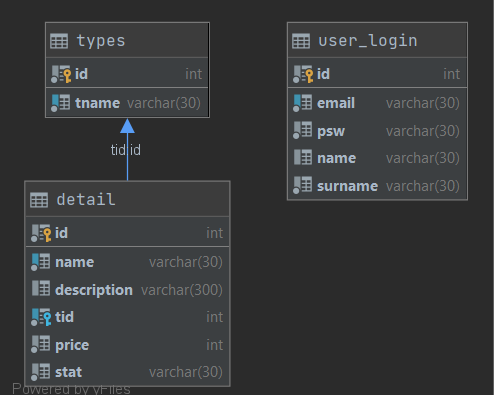 types
id int
tname varchar(30)
user_login
id int
email varchar(30)
psw varchar(30)
name varchar(30)
surname varchar(30)
tid:id
detail
id int
name varchar(30)
description varchar(300)
tid int
price int
stat varchar(30)
Powered by yFiles